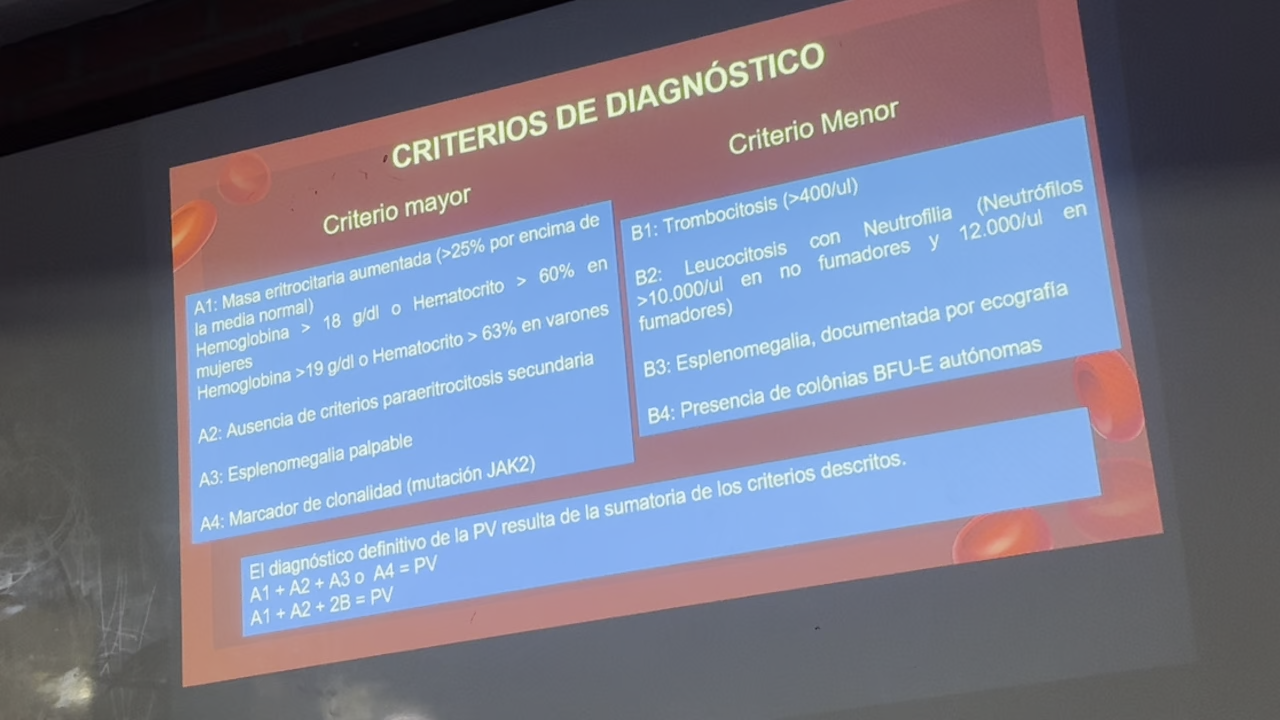 CRITERIOS DE DIAGNÓSTICO
Criterio mayor
A1: Masa eritrocitaria aumentada (>25% por encima de
la media normal)
Hemoglobina > 18 g/dl o Hematocrito > 60% en
mujeres
Hemoglobina >19 g/dl o Hematocrito > 63% en varones
A2: Ausencia de criterios paraeritrocitosis secundaria
A3: Esplenomegalia palpable
A4: Marcador de clonalidad (mutación JAK2)
Criterio Menor
B1: Trombocitosis (>400/ul)
B2: Leucocitosis con Neutrofilia (Neutrófilos
>10.000/ul en no fumadores y 12.000/ul en
fumadores)
B3: Esplenomegalia, documentada por ecografía
B4: Presencia de colônias BFU-E autónomas
El diagnóstico definitivo de la PV resulta de la sumatoria de los criterios descritos.
A1 + A2 + A3 o A4 = PV
A1 + A2 + 2B = PV